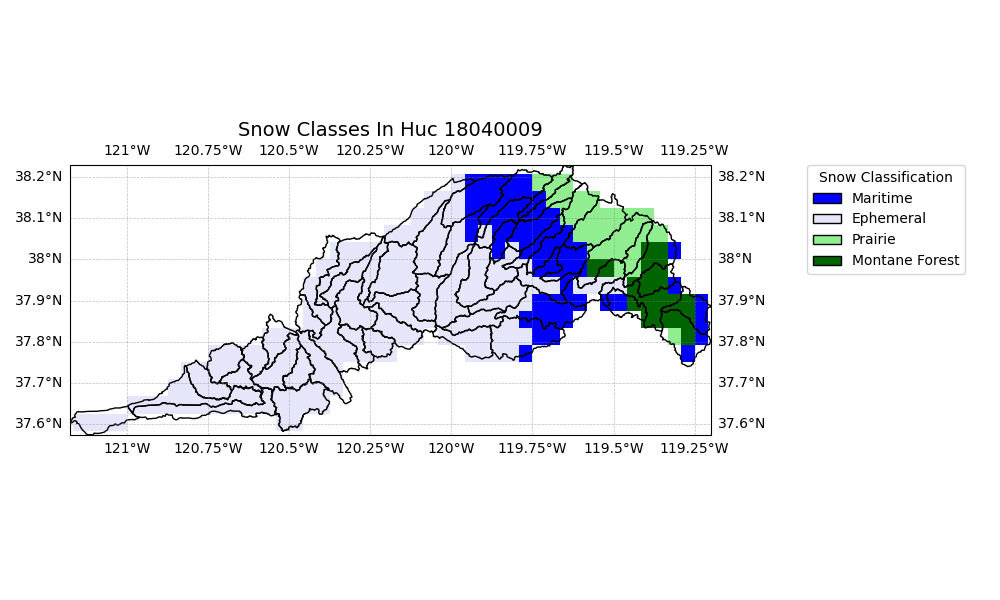 Snow Classes In Huc 18040009
121°W 120.75°W 120.5°W 120.25°W 120°W 119.75°W 119.5°W 119.25°W
38.2°N 38.2°N
38.1°N 38.1°N
38°N 38°N
37.9°N 37.9°N
37.8°N 37.8°N
37.7°N 37.7°N
37.6°N 37.6°N
121°W 120.75°W 120.5°W 120.25°W 120°W 119.75°W 119.5°W 119.25°W
Snow Classification
Maritime
Ephemeral
Prairie
Montane Forest